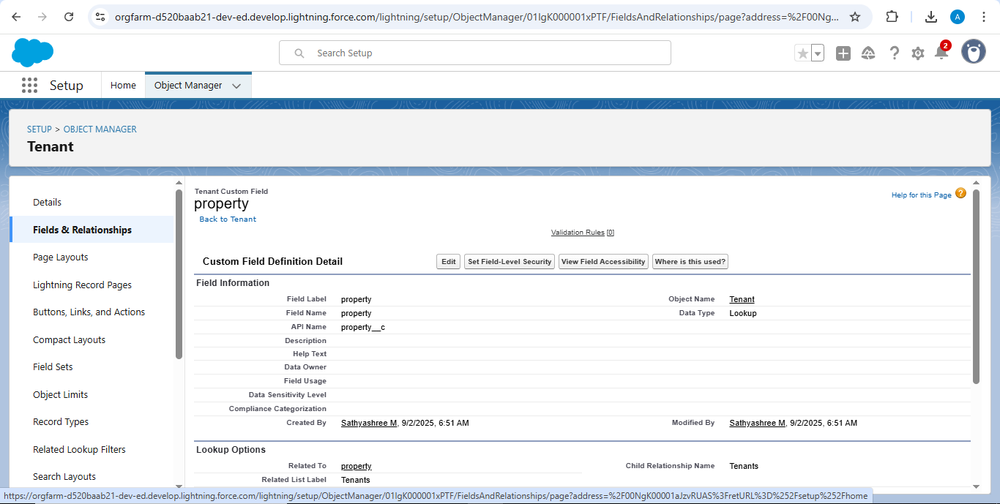 orgfarm-d520baab21-dev-ed.develop.lightning.force.com/lightning/setup/ObjectManager/01IgK000001xPTF/FieldsAndRelationships/page?address=%2F00Ng...
A
Search Setup
2
Setup
Home
Object Manager
SETUP > OBJECT MANAGER
Tenant
Details
Fields & Relationships
Page Layouts
Lightning Record Pages
Buttons, Links, and Actions
Compact Layouts
Field Sets
Object Limits
Record Types
Related Lookup Filters
Search Layouts
Tenant Custom Field
property
Back to Tenant
Help for this Page ?
Validation Rules [0]
Custom Field Definition Detail
Edit
Set Field-Level Security
View Field Accessibility
Where is this used?
Field Information
Field Label property Object Name Tenant
Field Name property Data Type Lookup
API Name property__c
Description
Help Text
Data Owner
Field Usage
Data Sensitivity Level
Compliance Categorization
Created By Sathyashree M, 9/2/2025, 6:51 AM Modified By Sathyashree M, 9/2/2025, 6:51 AM
Lookup Options
Related To property Child Relationship Name Tenants
Related List Label Tenants
https://orgfarm-d520baab21-dev-ed.develop.lightning.force.com/lightning/setup/ObjectManager/01IgK000001xPTF/FieldsAndRelationships/page?address=%2F00NgK00001aJzvRUAS%3FretURL%3D%252Fsetup%252Fhome